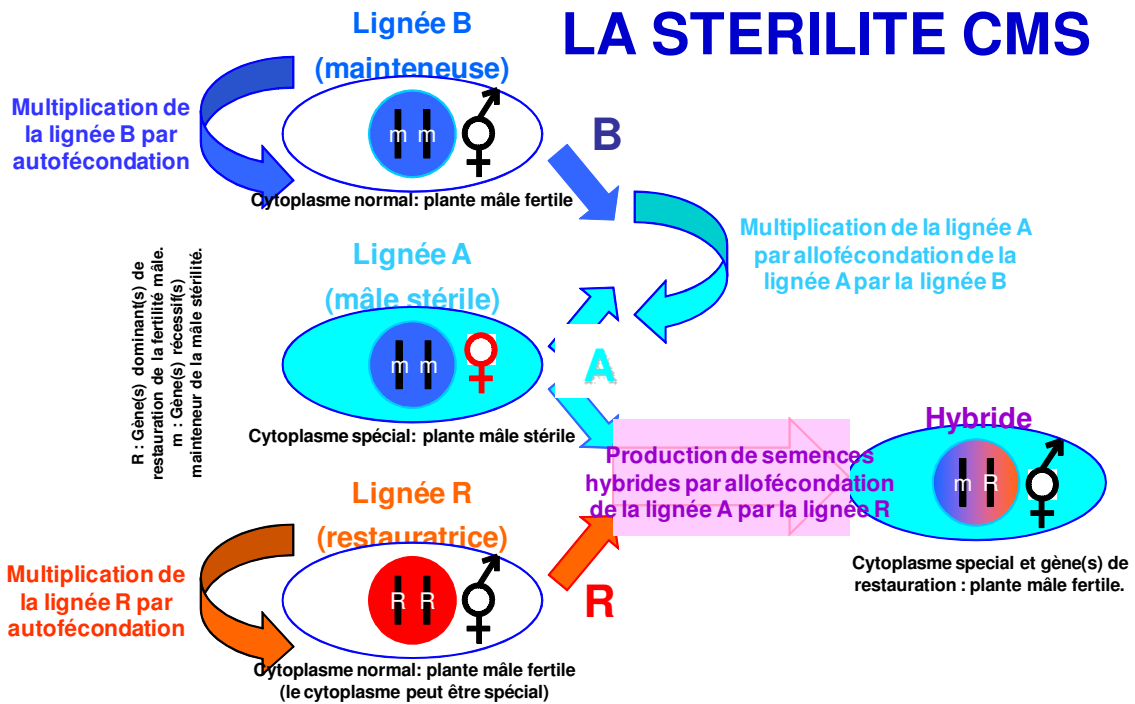 LA STERILITE CMS
Lignée B
(mainteneuse)
Multiplication de
la lignée B par
autofécondation
m m
B
Cytoplasme normal: plante mâle fertile
Multiplication de la lignée A
par allofécondation de la
lignée A par la lignée B
Lignée A
(mâle stérile)
R : Gène(s) dominant(s) de
restauration de la fertilité mâle.
m : Gène(s) récessif(s)
mainteneur de la mâle stérilité.
m m
A
Cytoplasme spécial: plante mâle stérile
Hybride
Production de semences
hybrides par allofécondation
de la lignée A par la lignée R
m R
Cytoplasme special et gène(s) de
restauration : plante mâle fertile.
Lignée R
(restauratrice)
Multiplication de
la lignée R par
autofécondation
R R
R
Cytoplasme normal: plante mâle fertile
(le cytoplasme peut être spécial)